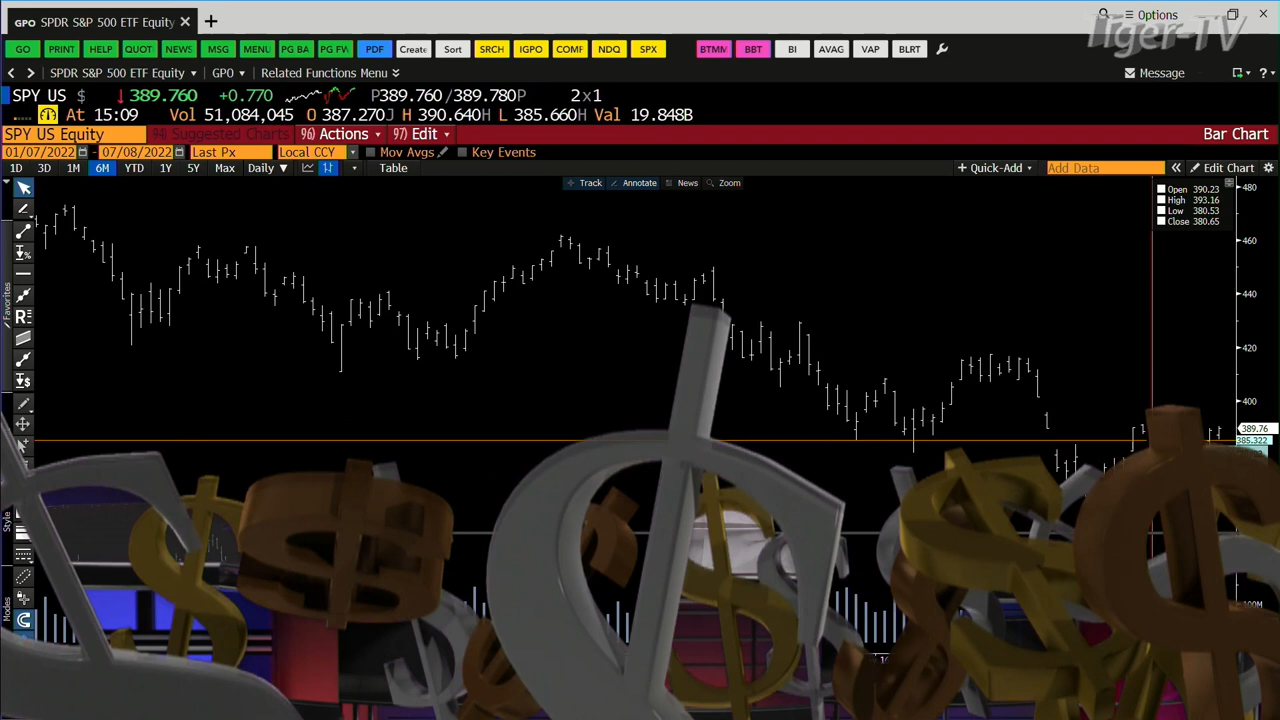 GPO SPDR S&P 500 ETF Equity
Options
Tiger-TV
GO PRINT HELP QUOT NEWS MSG MENU PG BA PG FW PDF Create Sort SRCH IGPO COMF NDQ SPX BTMM BBT BI AVAG VAP BLRT
SPDR S&P 500 ETF Equity GPO Related Functions Menu Message
SPY US $ 389.760 +0.770 P389.760/389.780P 2x1
At 15:09 Vol 51,084,045 O 387.270J H 390.640H L 385.660H Val 19.848B
SPY US Equity 94) Suggested Charts 96) Actions 97) Edit Bar Chart
01/07/2022 - 07/08/2022 Last Px Local CCY Mov Avgs Key Events
1D 3D 1M 6M YTD 1Y 5Y Max Daily Table + Quick-Add Add Data Edit Chart
Track Annotate News Zoom
Open 390.23
High 393.16
Low 380.53
Close 380.65
480
460
440
420
400
389.76
385.322
100M
Favorites
Style
Modes